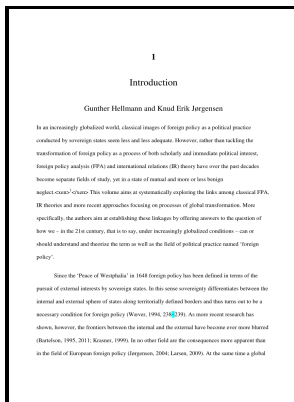 1
Introduction
Gunther Hellmann and Knud Erik Jørgensen
In an increasingly globalized world, classical images of foreign policy as a political practice
conducted by sovereign states seem less and less adequate. However, rather than tackling the
transformation of foreign policy as a process of both scholarly and immediate political interest,
foreign policy analysis (FPA) and international relations (IR) theory have over the past decades
become separate fields of study, yet in a state of mutual and more or less benign
neglect.<xen>1</xen> This volume aims at systematically exploring the links among classical FPA,
IR theories and more recent approaches focusing on processes of global transformation. More
specifically, the authors aim at establishing these linkages by offering answers to the question of
how we – in the 21st century, that is to say, under increasingly globalized conditions – can or
should understand and theorize the term as well as the field of political practice named ‘foreign
policy’.
Since the ‘Peace of Westphalia’ in 1648 foreign policy has been defined in terms of the
pursuit of external interests by sovereign states. In this sense sovereignty differentiates between the
internal and external sphere of states along territorially defined borders and thus turns out to be a
necessary condition for foreign policy (Wæver, 1994, 238–239). As more recent research has
shown, however, the frontiers between the internal and the external have become ever more blurred
(Bartelson, 1995, 2011; Krasner, 1999). In no other field are the consequences more apparent than
in the field of European foreign policy (Jørgensen, 2004; Larsen, 2009). At the same time a global